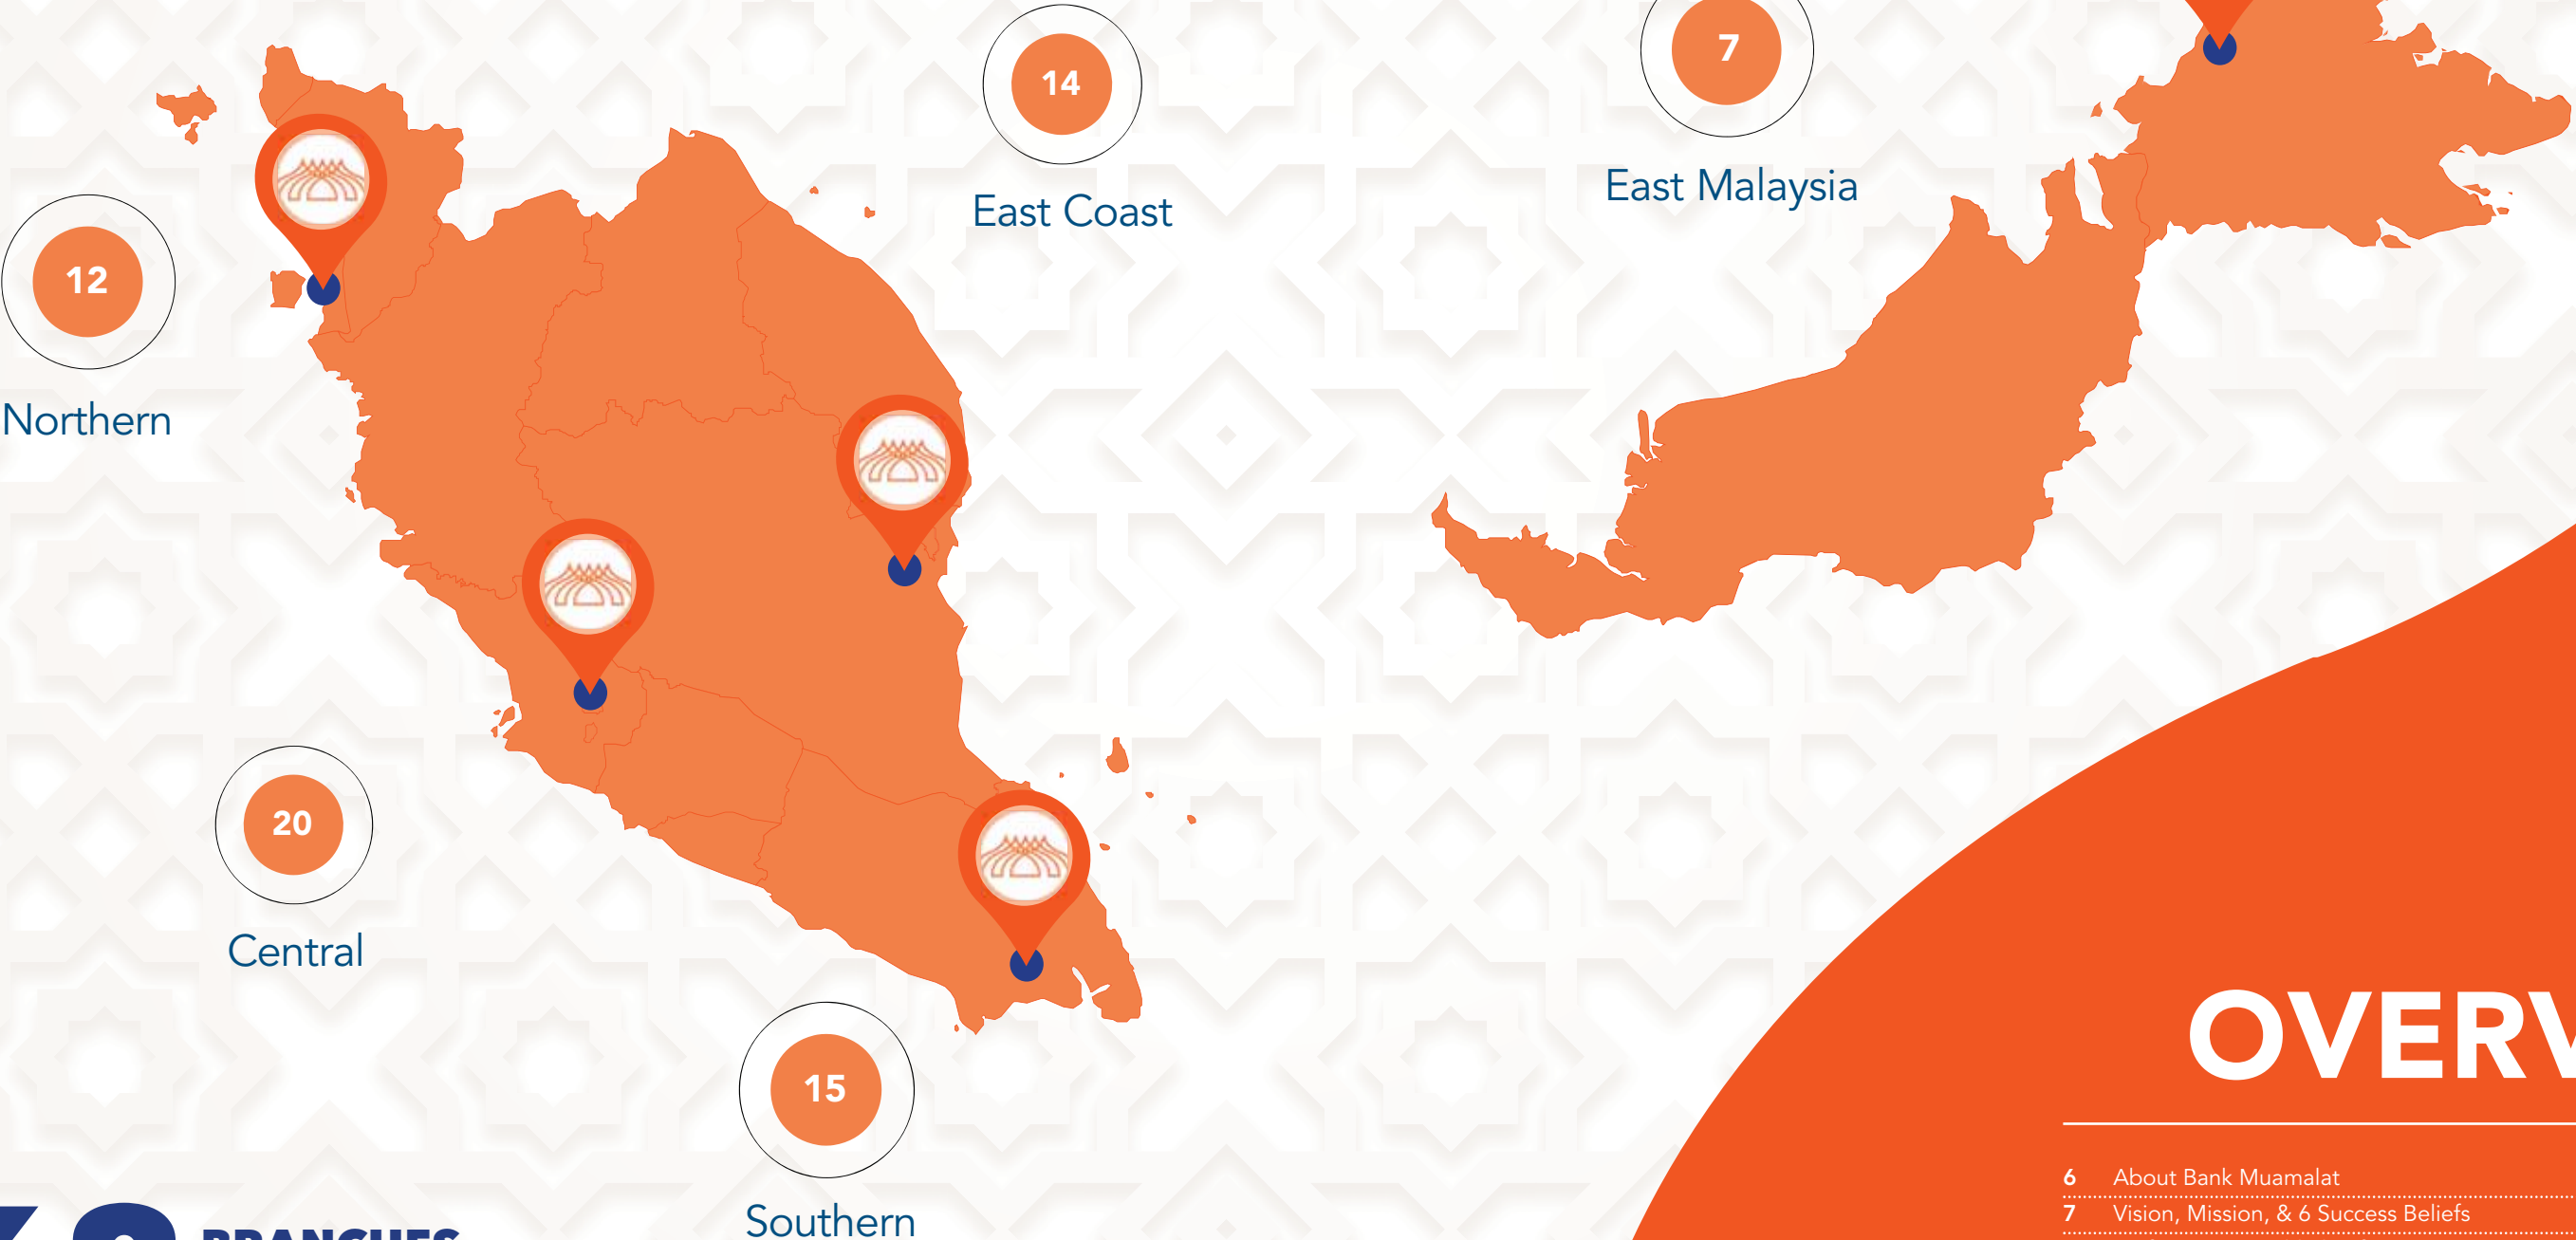 14
East Coast
7
East Malaysia
12
Northern
20
Central
15
Southern
BRANCHES
OVERV
6 About Bank Muamalat
7 Vision, Mission, & 6 Success Beliefs